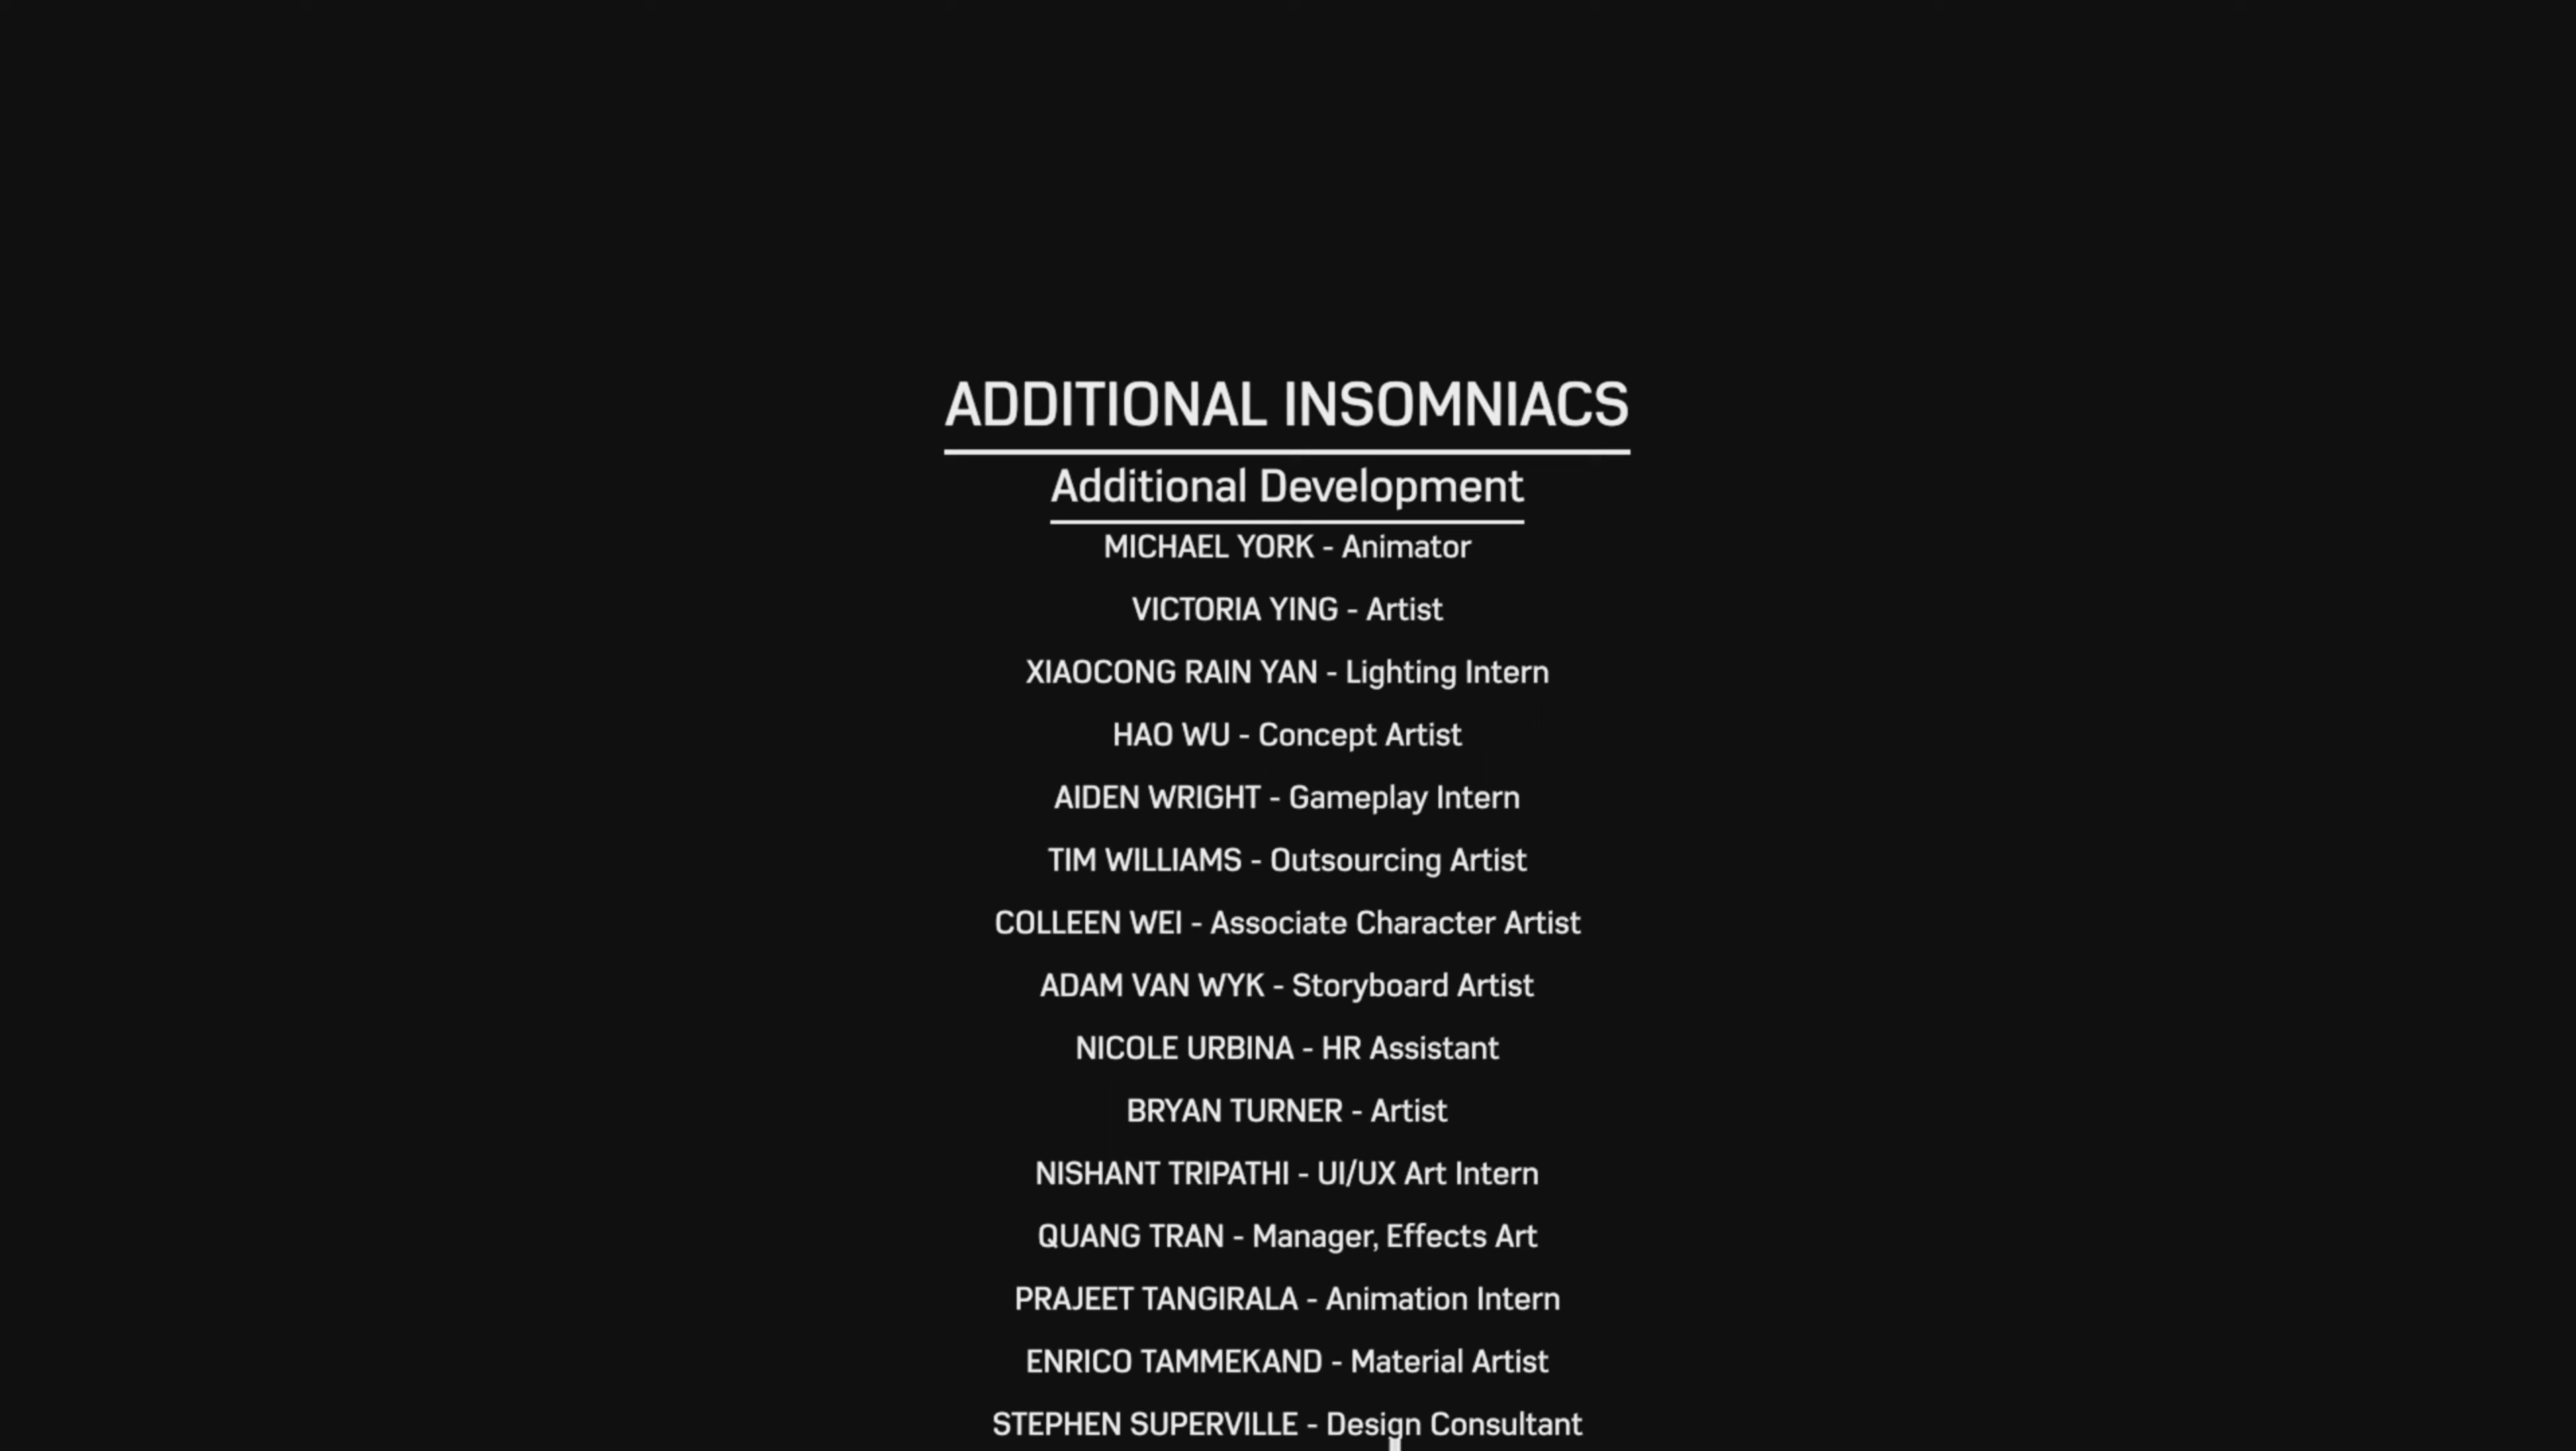 ADDITIONAL INSOMNIACS
Additional Development
MICHAEL YORK - Animator
VICTORIA YING - Artist
XIAOCONG RAIN YAN - Lighting Intern
HAO WU - Concept Artist
AIDEN WRIGHT - Gameplay Intern
TIM WILLIAMS - Outsourcing Artist
COLLEEN WEI - Associate Character Artist
ADAM VAN WYK - Storyboard Artist
NICOLE URBINA - HR Assistant
BRYAN TURNER - Artist
NISHANT TRIPATHI - UI/UX Art Intern
QUANG TRAN - Manager, Effects Art
PRAJEET TANGIRALA - Animation Intern
ENRICO TAMMEKAND - Material Artist
STEPHEN SUPERVILLE - Design Consultant